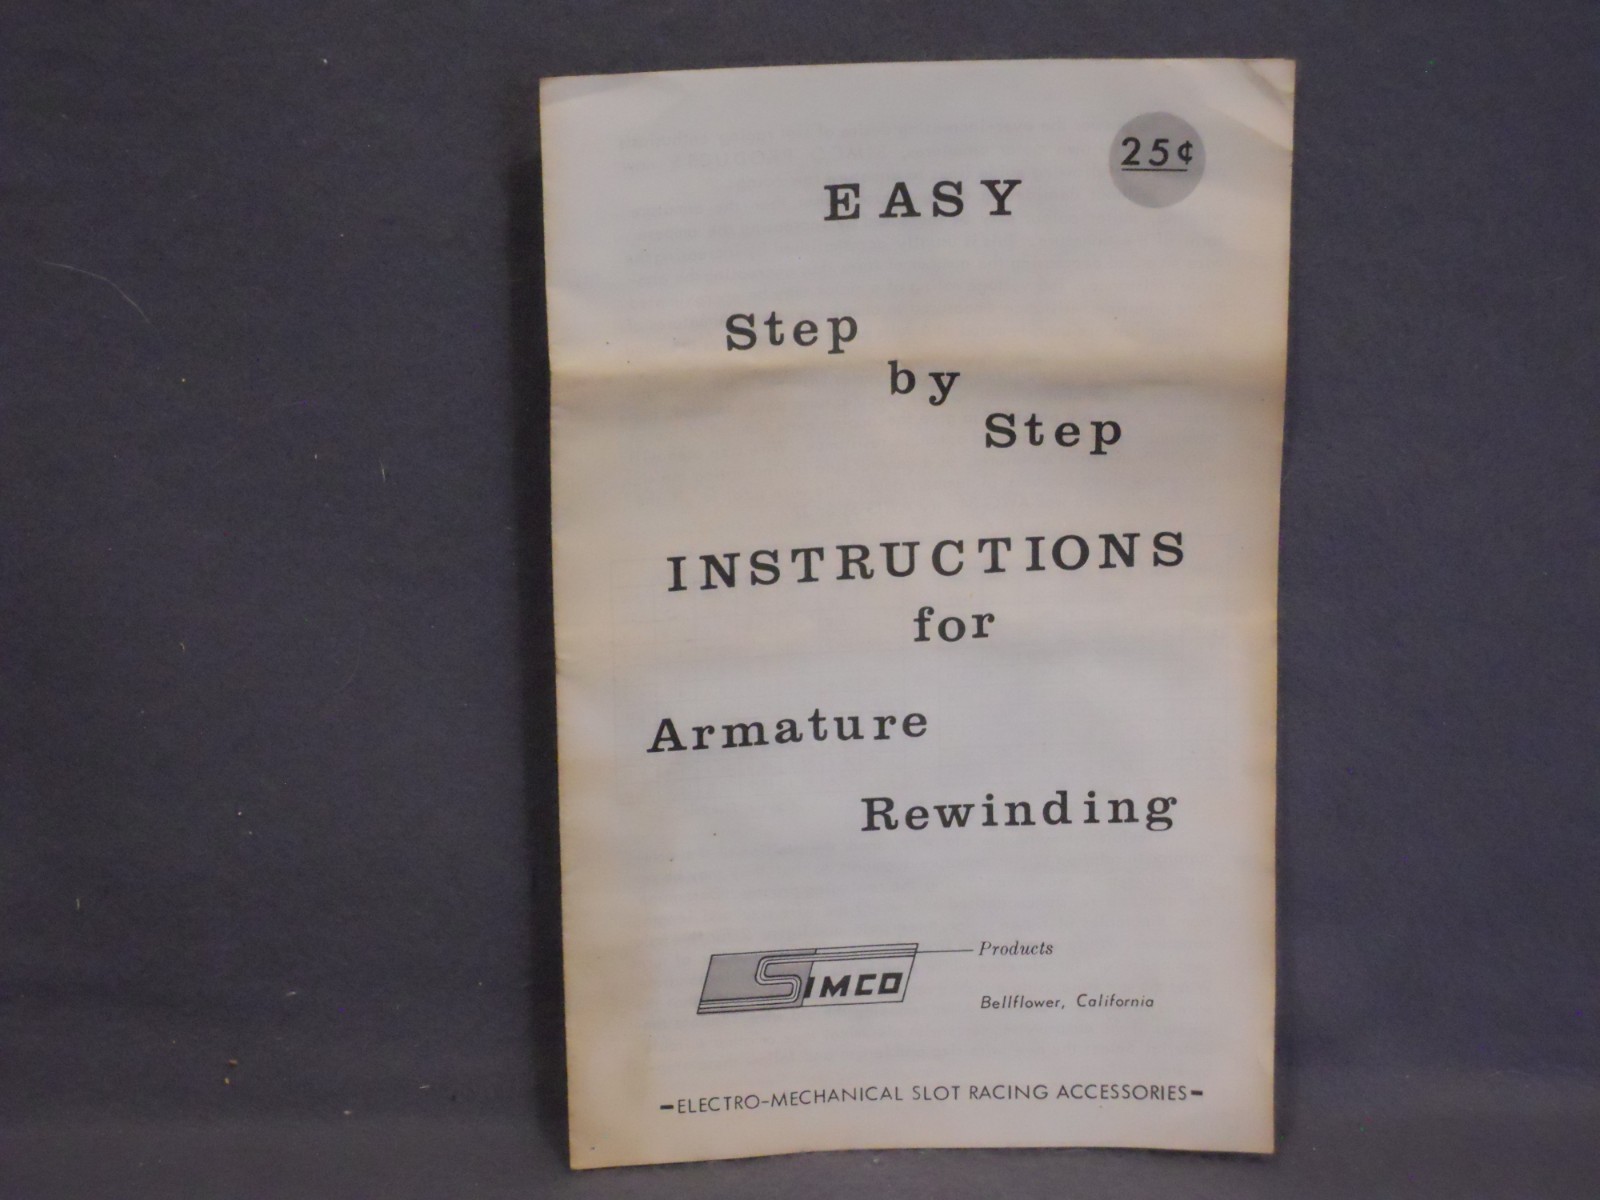 25¢
EASY
Step
by
Step
INSTRUCTIONS
for
Armature
Rewinding
SIMCO Products
Bellflower, California
-ELECTRO-MECHANICAL SLOT RACING ACCESSORIES-